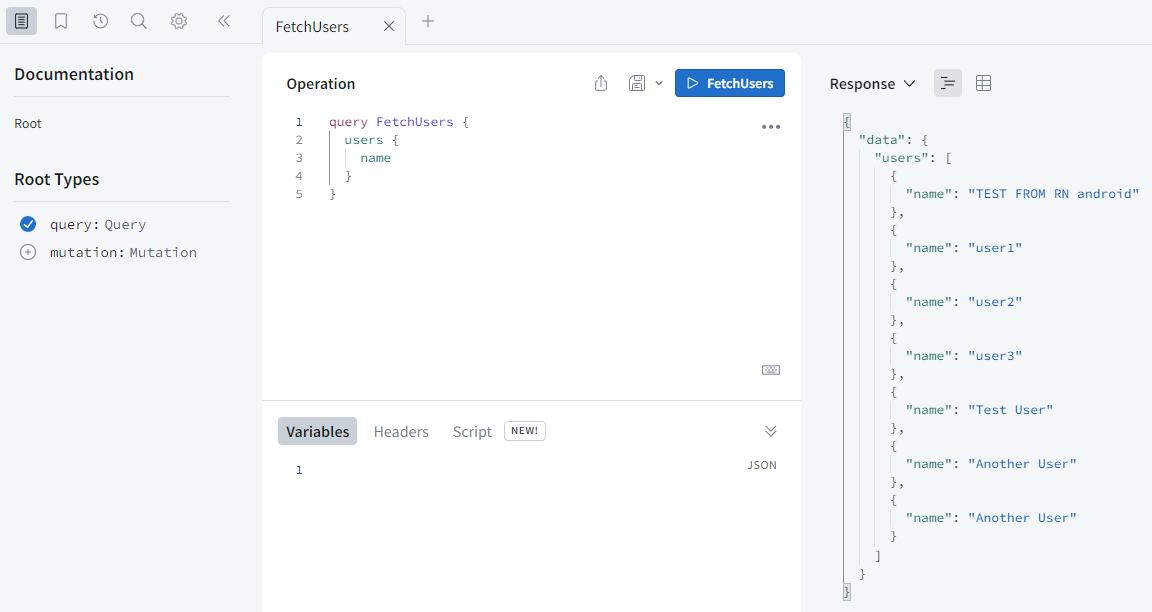 FetchUsers
Documentation
Root
Root Types
query: Query
mutation: Mutation
Operation
FetchUsers
1 query FetchUsers {
2 users {
3 name
4 }
5 }
Variables Headers Script NEW!
1
JSON
Response
{
"data": {
"users": [
{
"name": "TEST FROM RN android"
},
{
"name": "user1"
},
{
"name": "user2"
},
{
"name": "user3"
},
{
"name": "Test User"
},
{
"name": "Another User"
},
{
"name": "Another User"
}
]
}
}